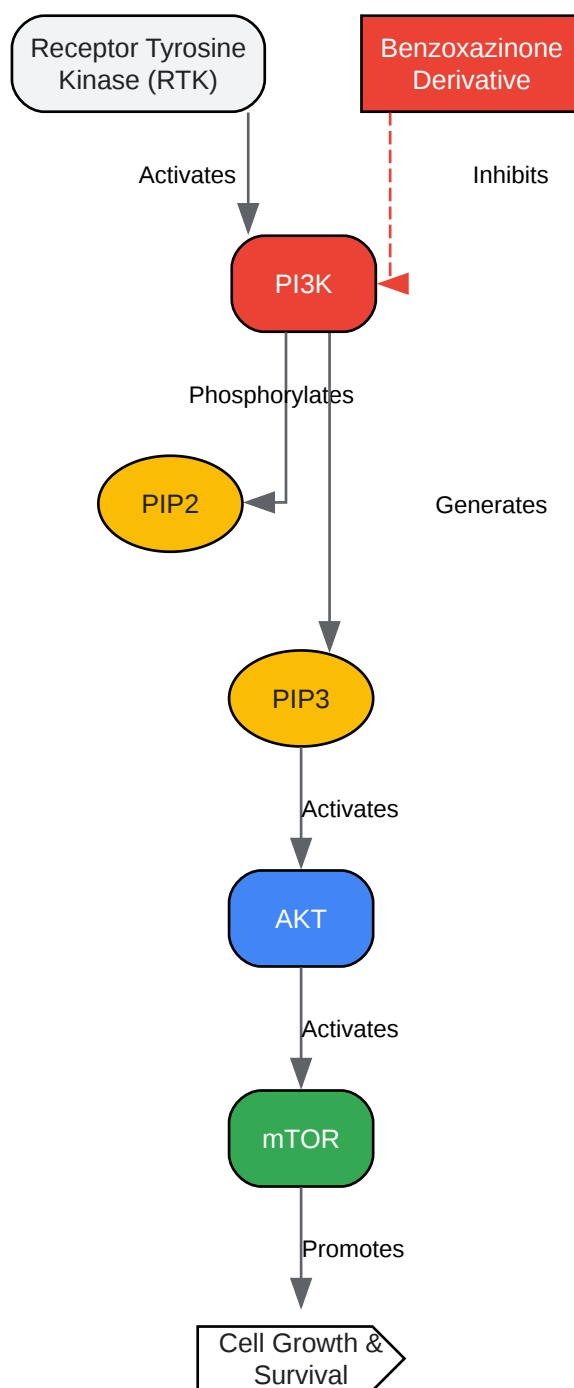 Receptor Tyrosine
Kinase (RTK)
Benzoxazinone
Derivative
Activates
Inhibits
PI3K
Phosphorylates
PIP2
Generates
PIP3
Activates
AKT
Activates
mTOR
Promotes
Cell Growth &
Survival